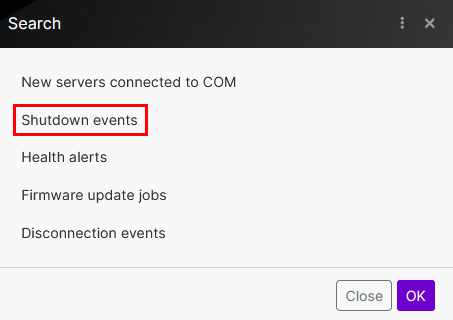 Search
New servers connected to COM
Shutdown events
Health alerts
Firmware update jobs
Disconnection events
Close OK